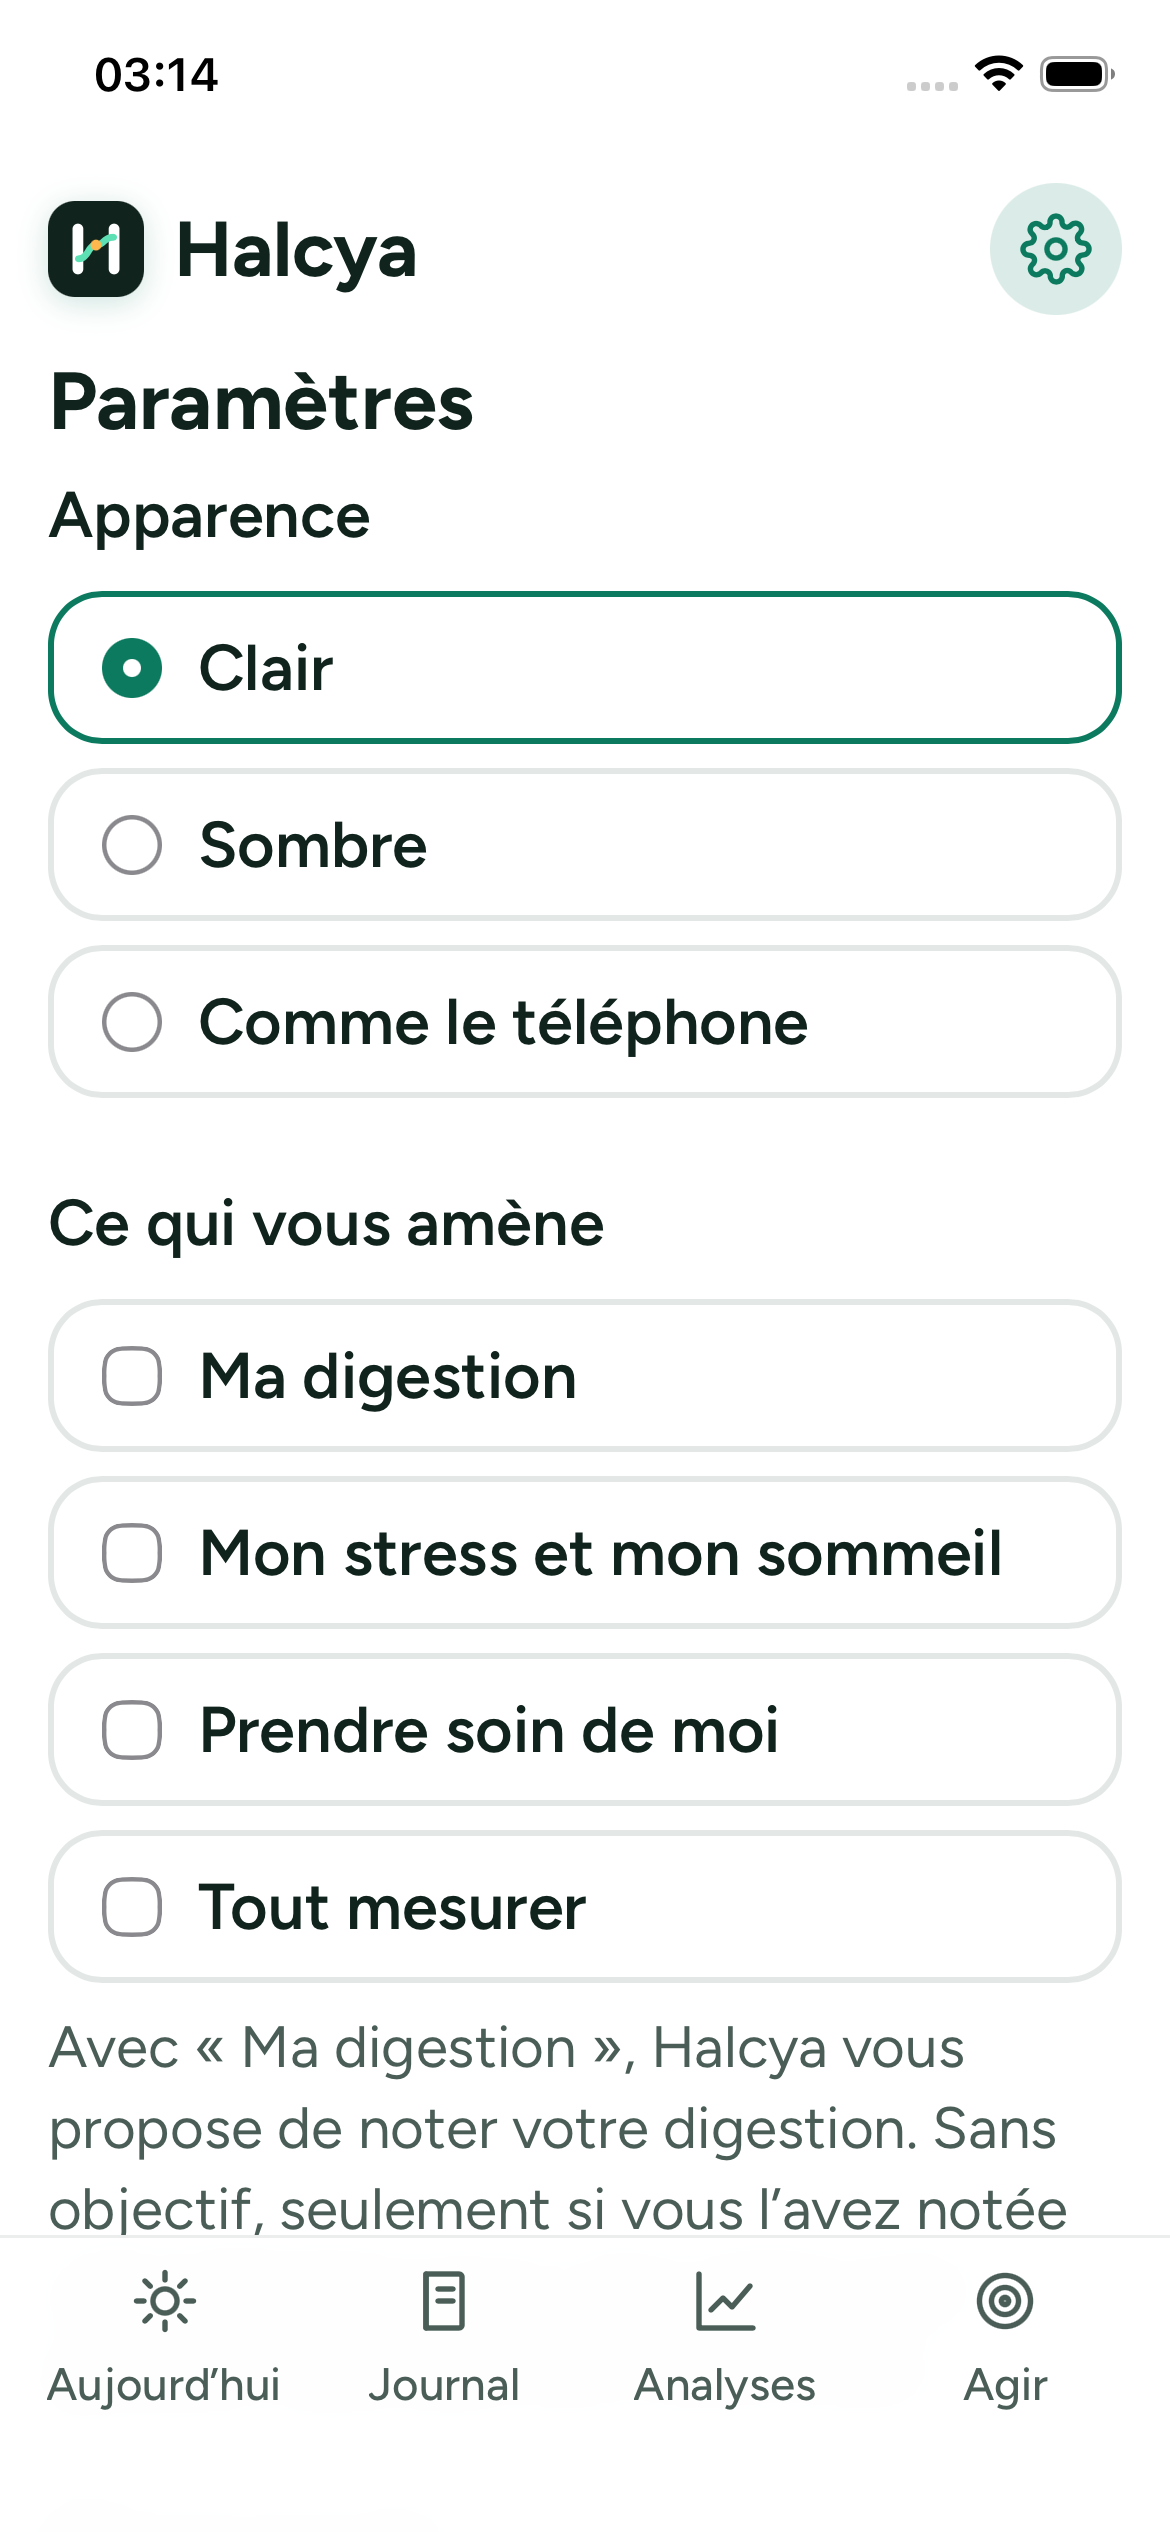 03:14
Halcya
Paramètres
Apparence
Clair
Sombre
Comme le téléphone
Ce qui vous amène
Ma digestion
Mon stress et mon sommeil
Prendre soin de moi
Tout mesurer
Avec « Ma digestion », Halcya vous
propose de noter votre digestion. Sans
objectif, seulement si vous l’avez notée
Aujourd’hui
Journal
Analyses
Agir